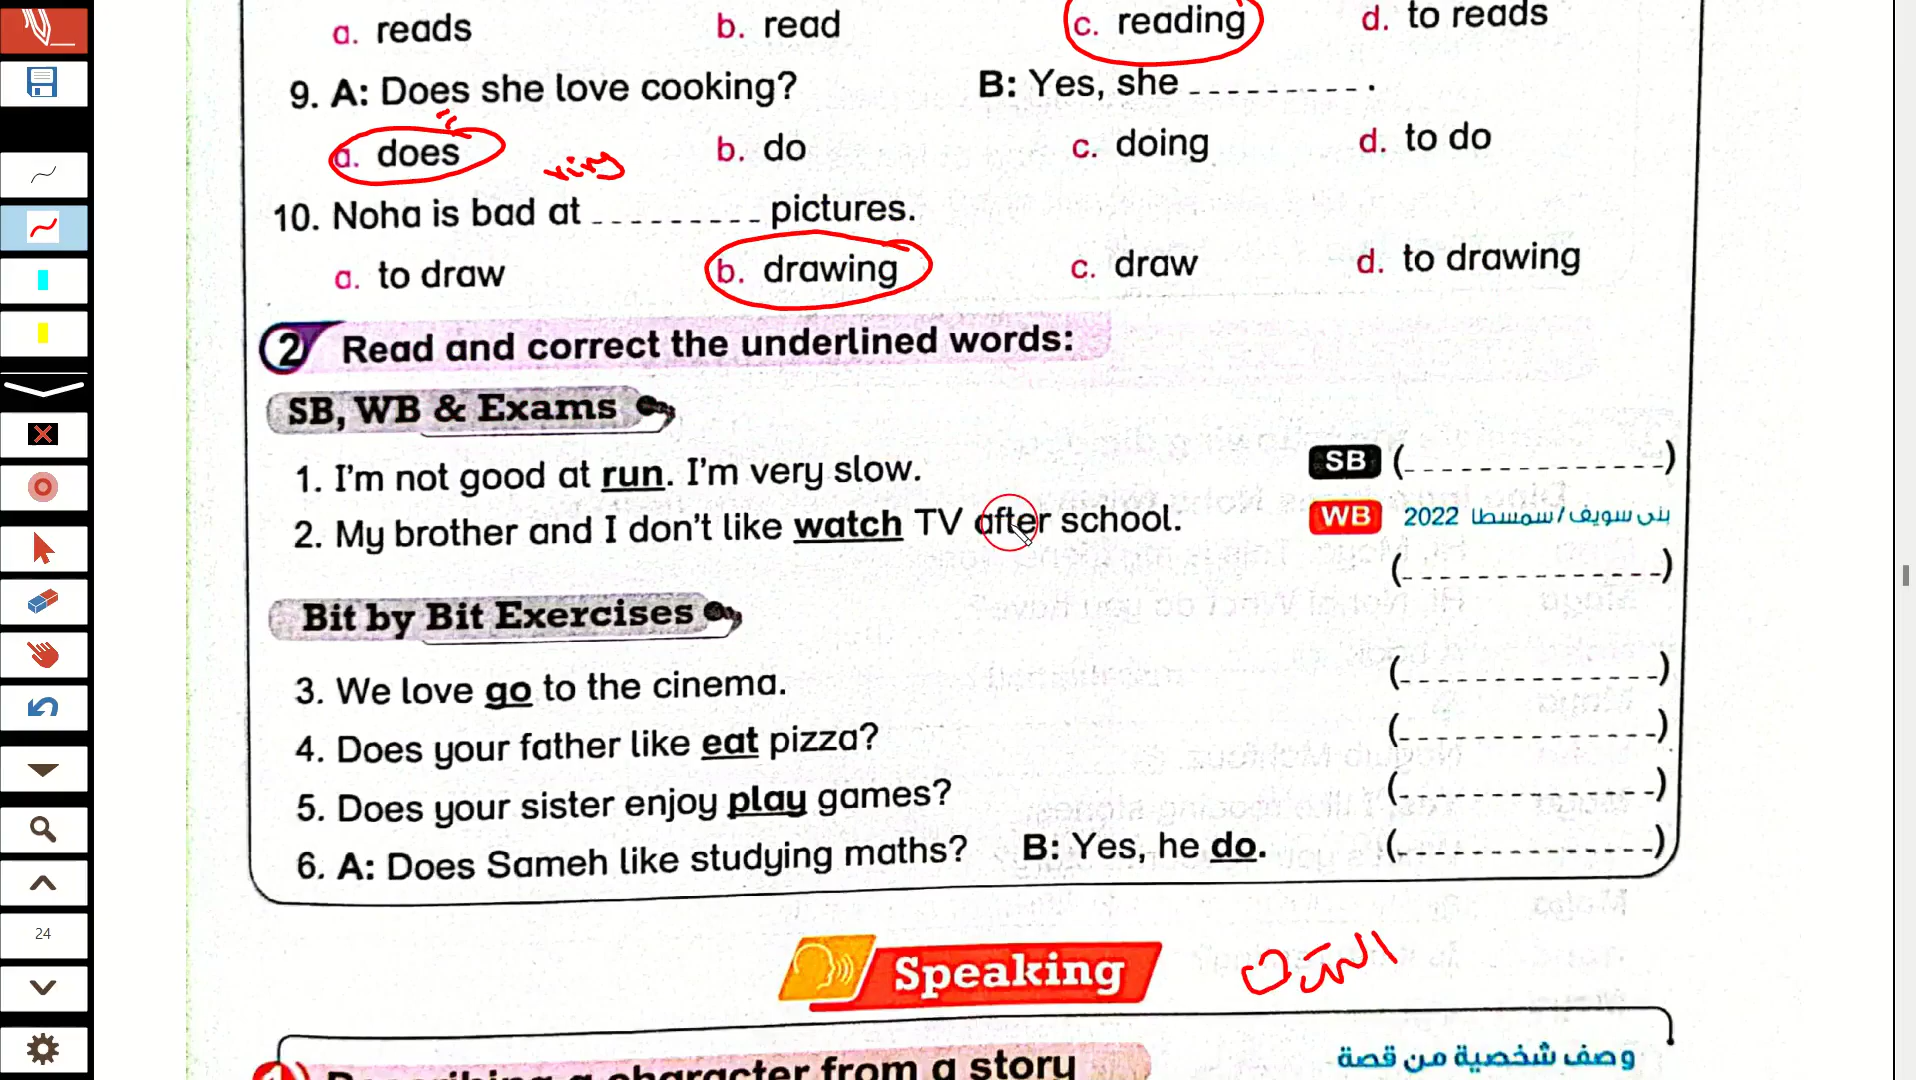 a. reads b. read c. reading d. to reads
9. A: Does she love cooking? B: Yes, she _ _ _ _ _ _ _ _ _ .
a. does b. do c. doing d. to do
ring
10. Noha is bad at _ _ _ _ _ _ _ _ _ pictures.
a. to draw b. drawing c. draw d. to drawing
2 Read and correct the underlined words:
SB, WB & Exams
1. I'm not good at run. I'm very slow. SB (_ _ _ _ _ _ _ _ _ _ _ _ _)
2. My brother and I don't like watch TV after school. WB بنى سويف/سمسطا 2022
(_ _ _ _ _ _ _ _ _ _ _ _ _)
Bit by Bit Exercises
3. We love go to the cinema. (_ _ _ _ _ _ _ _ _ _ _ _ _)
4. Does your father like eat pizza? (_ _ _ _ _ _ _ _ _ _ _ _ _)
5. Does your sister enjoy play games? (_ _ _ _ _ _ _ _ _ _ _ _ _)
6. A: Does Sameh like studying maths? B: Yes, he do. (_ _ _ _ _ _ _ _ _ _ _ _ _)
24
Speaking
وصف شخصية من قصة
Describing a character from a story